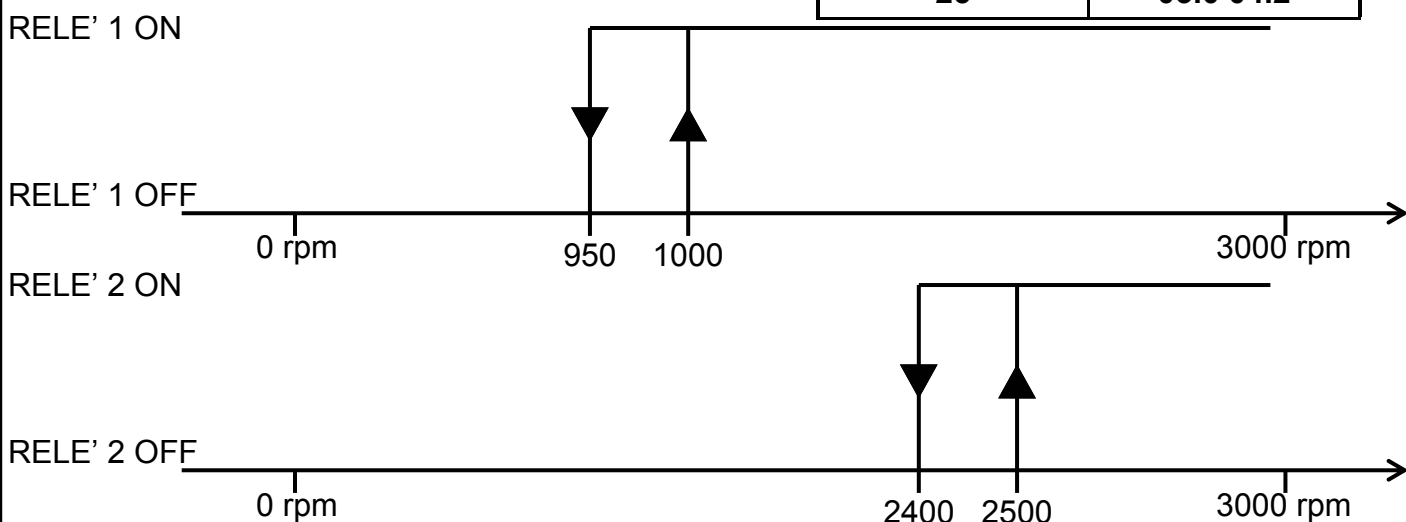 RELE’ 1 ON
RELE’ 1 OFF
0 rpm
950
1000
3000 rpm
RELE’ 2 ON
RELE’ 2 OFF
0 rpm
2400
2500
3000 rpm